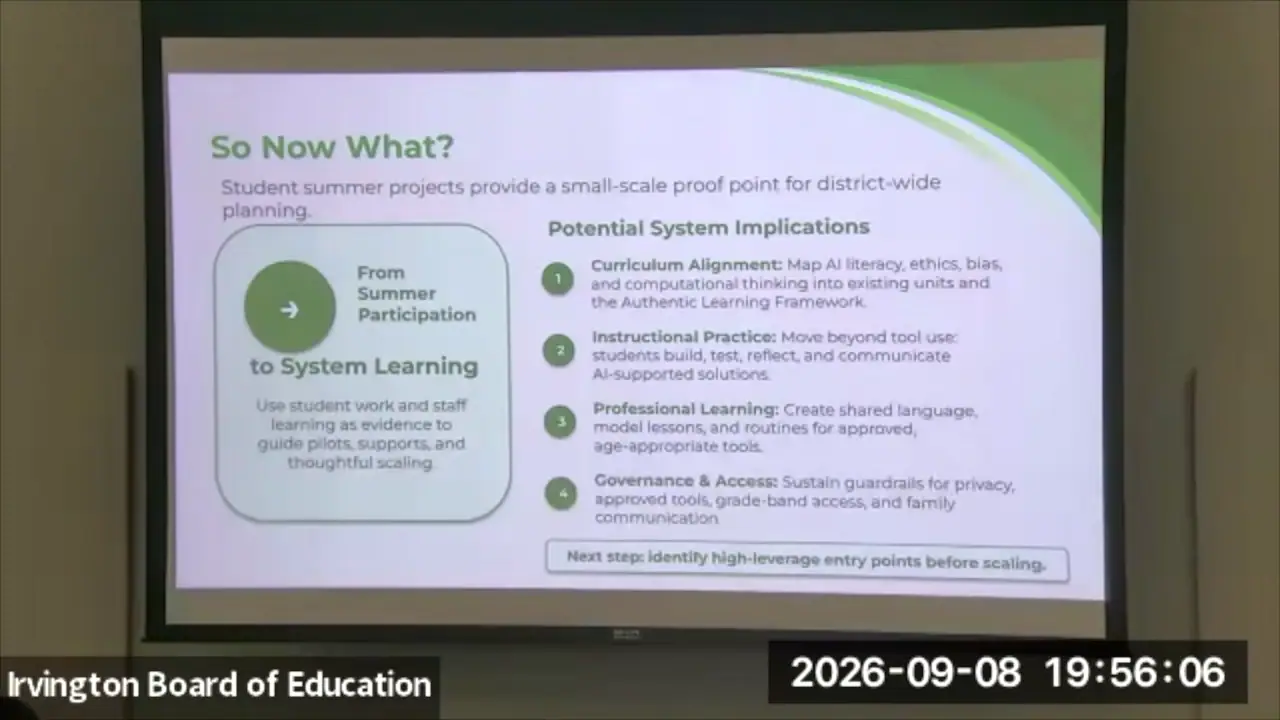 So Now What?
Student summer projects provide a small-scale proof point for district-wide
planning.
From
Summer
Participation
to System Learning
Use student work and staff
learning as evidence to
guide pilots, supports, and
thoughtful scaling.
Potential System Implications
1
Curriculum Alignment: Map AI literacy, ethics, bias,
and computational thinking into existing units and
the Authentic Learning Framework.
2
Instructional Practice: Move beyond tool use:
students build, test, reflect, and communicate
AI-supported solutions.
3
Professional Learning: Create shared language,
model lessons, and routines for approved,
age-appropriate tools.
4
Governance & Access: Sustain guardrails for privacy,
approved tools, grade-band access, and family
communication.
Next step: identify high-leverage entry points before scaling.
Irvington Board of Education
2026-09-08 19:56:06